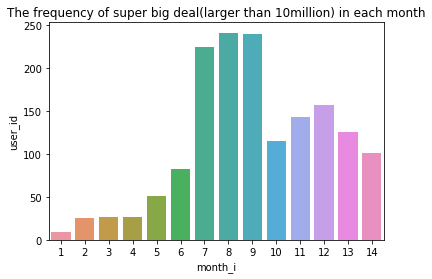 The frequency of super big deal(larger than 10million) in each month
250
200
150
100
50
0
user_id
1 2 3 4 5 6 7 8 9 10 11 12 13 14
month_i